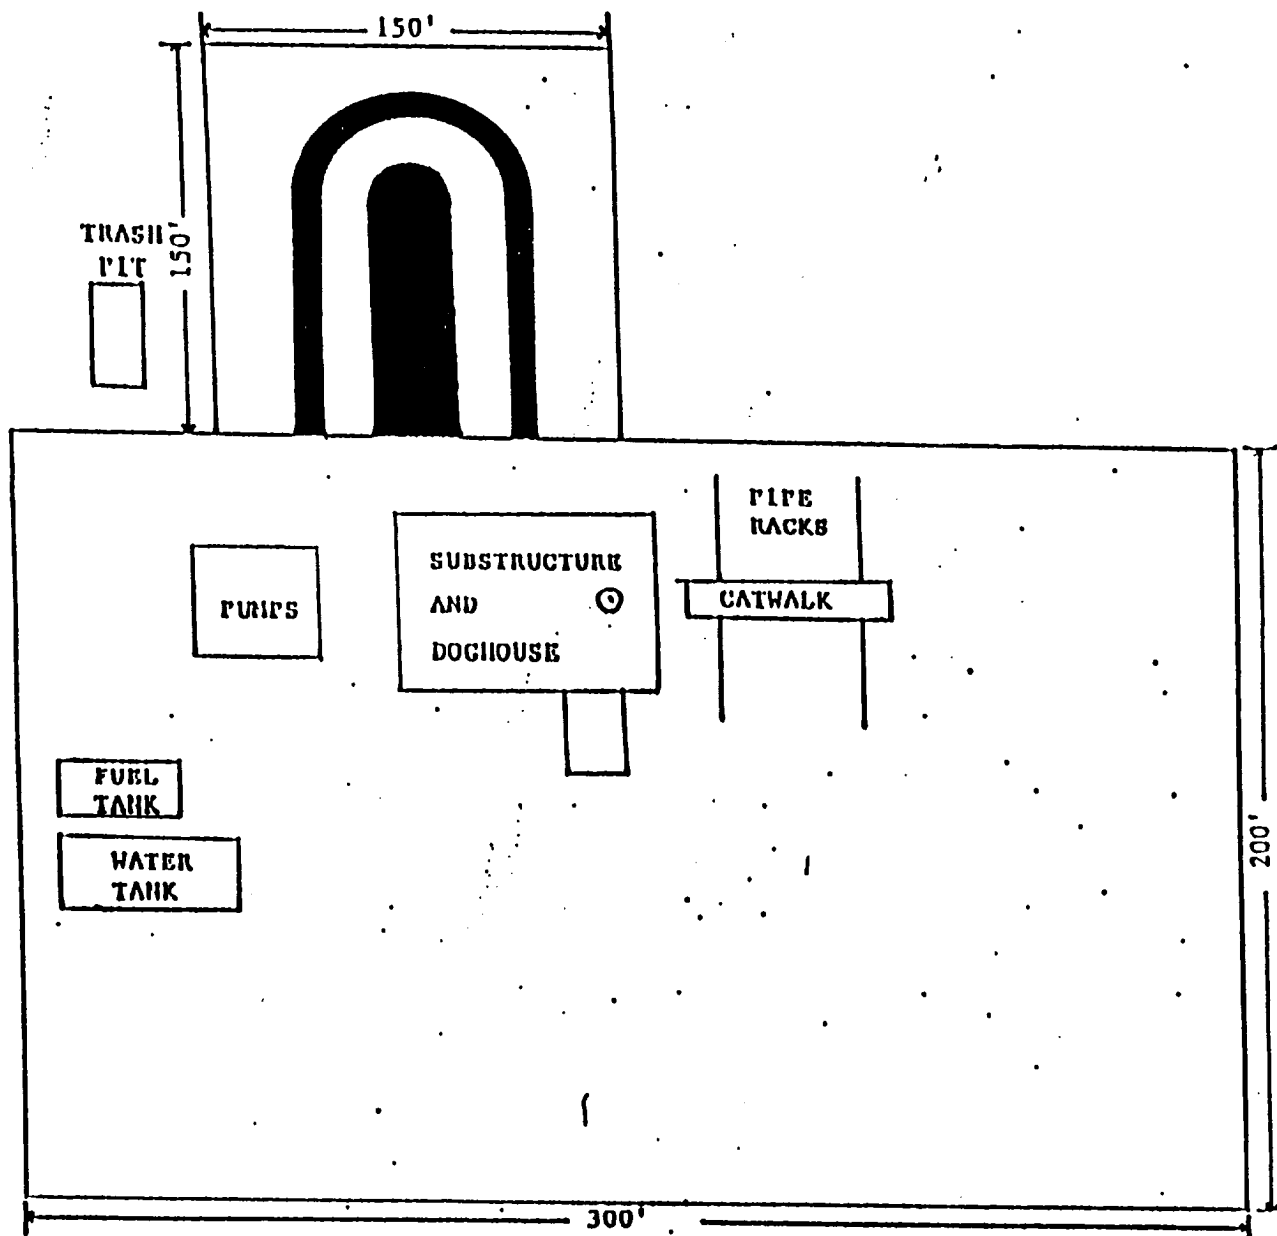 150'
150'
TRASH
PIT
PIPE
RACKS
SUBSTRUCTURE
AND
DOGHOUSE
PUMPS
CATWALK
FUEL
TANK
WATER
TANK
200'
300'